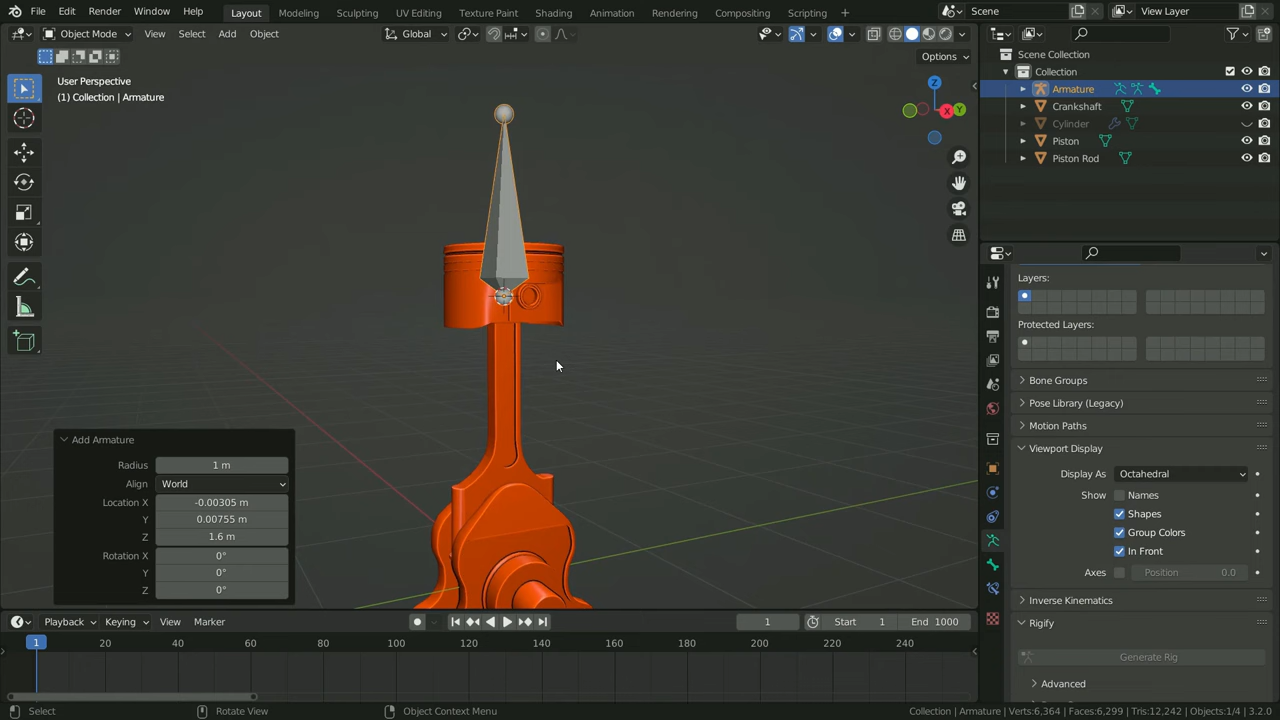 File Edit Render Window Help Layout Modeling Sculpting UV Editing Texture Paint Shading Animation Rendering Compositing Scripting + Scene View Layer
Object Mode View Select Add Object Global
Options
User Perspective
(1) Collection | Armature
Z
X
Y
Scene Collection
Collection
Armature
Crankshaft
Cylinder
Piston
Piston Rod
Layers:
Protected Layers:
Bone Groups
Pose Library (Legacy)
Motion Paths
Viewport Display
Display As Octahedral
Show Names
Shapes
Group Colors
In Front
Axes Position 0.0
Inverse Kinematics
Rigify
Generate Rig
Advanced
Add Armature
Radius 1 m
Align World
Location X -0.00305 m
Y 0.00755 m
Z 1.6 m
Rotation X 0°
Y 0°
Z 0°
Playback Keying View Marker 1 Start 1 End 1000
1 20 40 60 80 100 120 140 160 180 200 220 240
Select Rotate View Object Context Menu Collection | Armature | Verts:6,364 | Faces:6,299 | Tris:12,242 | Objects:1/4 | 3.2.0